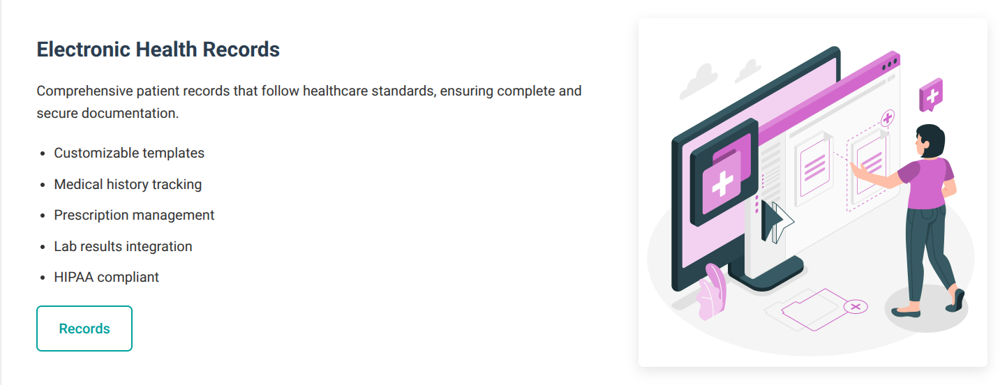 Electronic Health Records
Comprehensive patient records that follow healthcare standards, ensuring complete and
secure documentation.
Customizable templates
Medical history tracking
Prescription management
Lab results integration
HIPAA compliant
Records